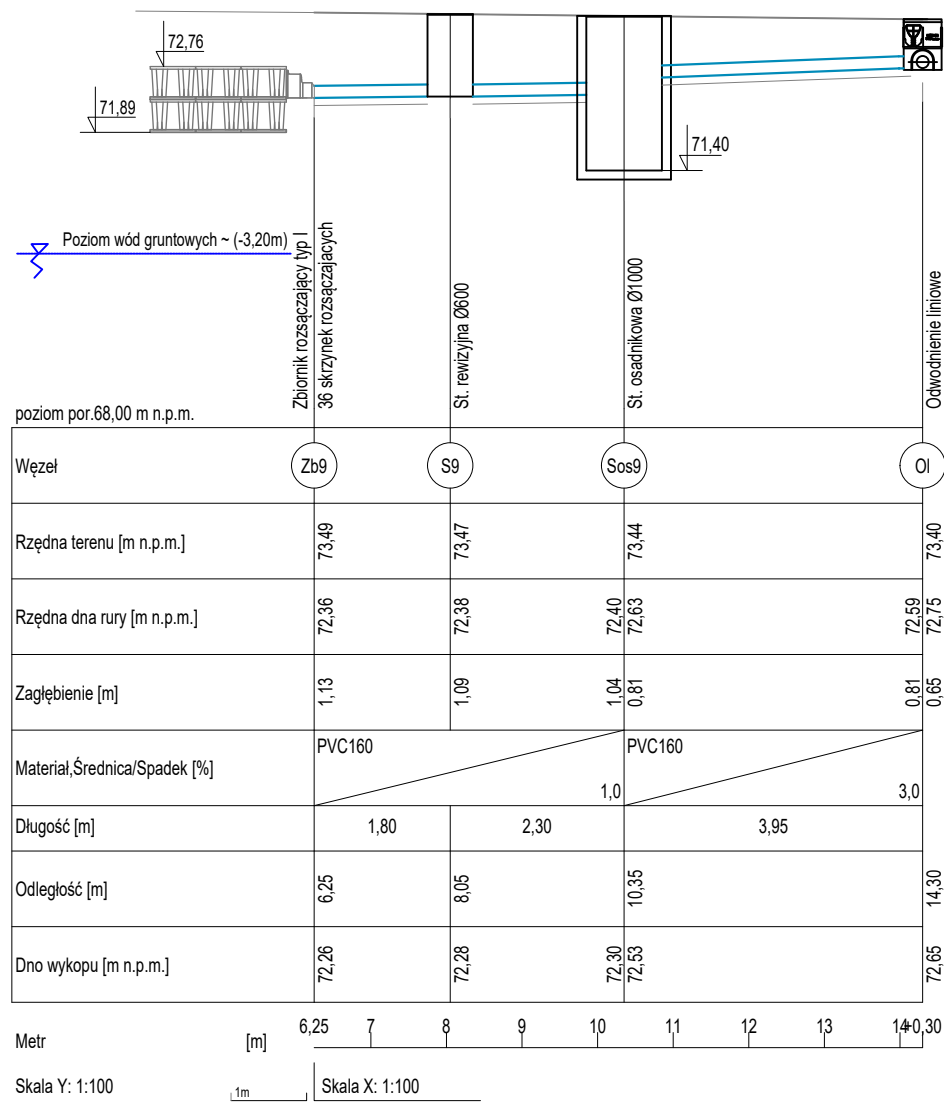 72,76
71,89
71,40
Poziom wód gruntowych ~ (-3,20m)
Zbiornik rozsączający typ I
36 skrzynek rozsączajacych
St. rewizyjna Ø600
St. osadnikowa Ø1000
Odwodnienie liniowe
poziom por.68,00 m n.p.m.
Węzeł Zb9 S9 Sos9 Ol
Rzędna terenu [m n.p.m.] 73,49 73,47 73,44 73,40
Rzędna dna rury [m n.p.m.] 72,36 72,38 72,40 72,63 72,59 72,75
Zagłębienie [m] 1,13 1,09 1,04 0,81 0,81 0,65
Materiał,Średnica/Spadek [%] PVC160 1,0 PVC160 3,0
Długość [m] 1,80 2,30 3,95
Odległość [m] 6,25 8,05 10,35 14,30
Dno wykopu [m n.p.m.] 72,26 72,28 72,30 72,53 72,65
Metr [m] 6,25 7 8 9 10 11 12 13 14+0,30
Skala Y: 1:100 1m Skala X: 1:100